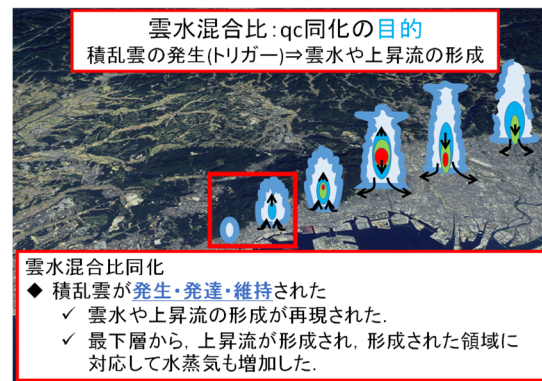 雲水混合比：qc同化の目的
積乱雲の発生(トリガー)⇒雲水や上昇流の形成
雲水混合比同化
◆ 積乱雲が発生・発達・維持された
✓ 雲水や上昇流の形成が再現された．
✓ 最下層から，上昇流が形成され，形成された領域に
対応して水蒸気も増加した．